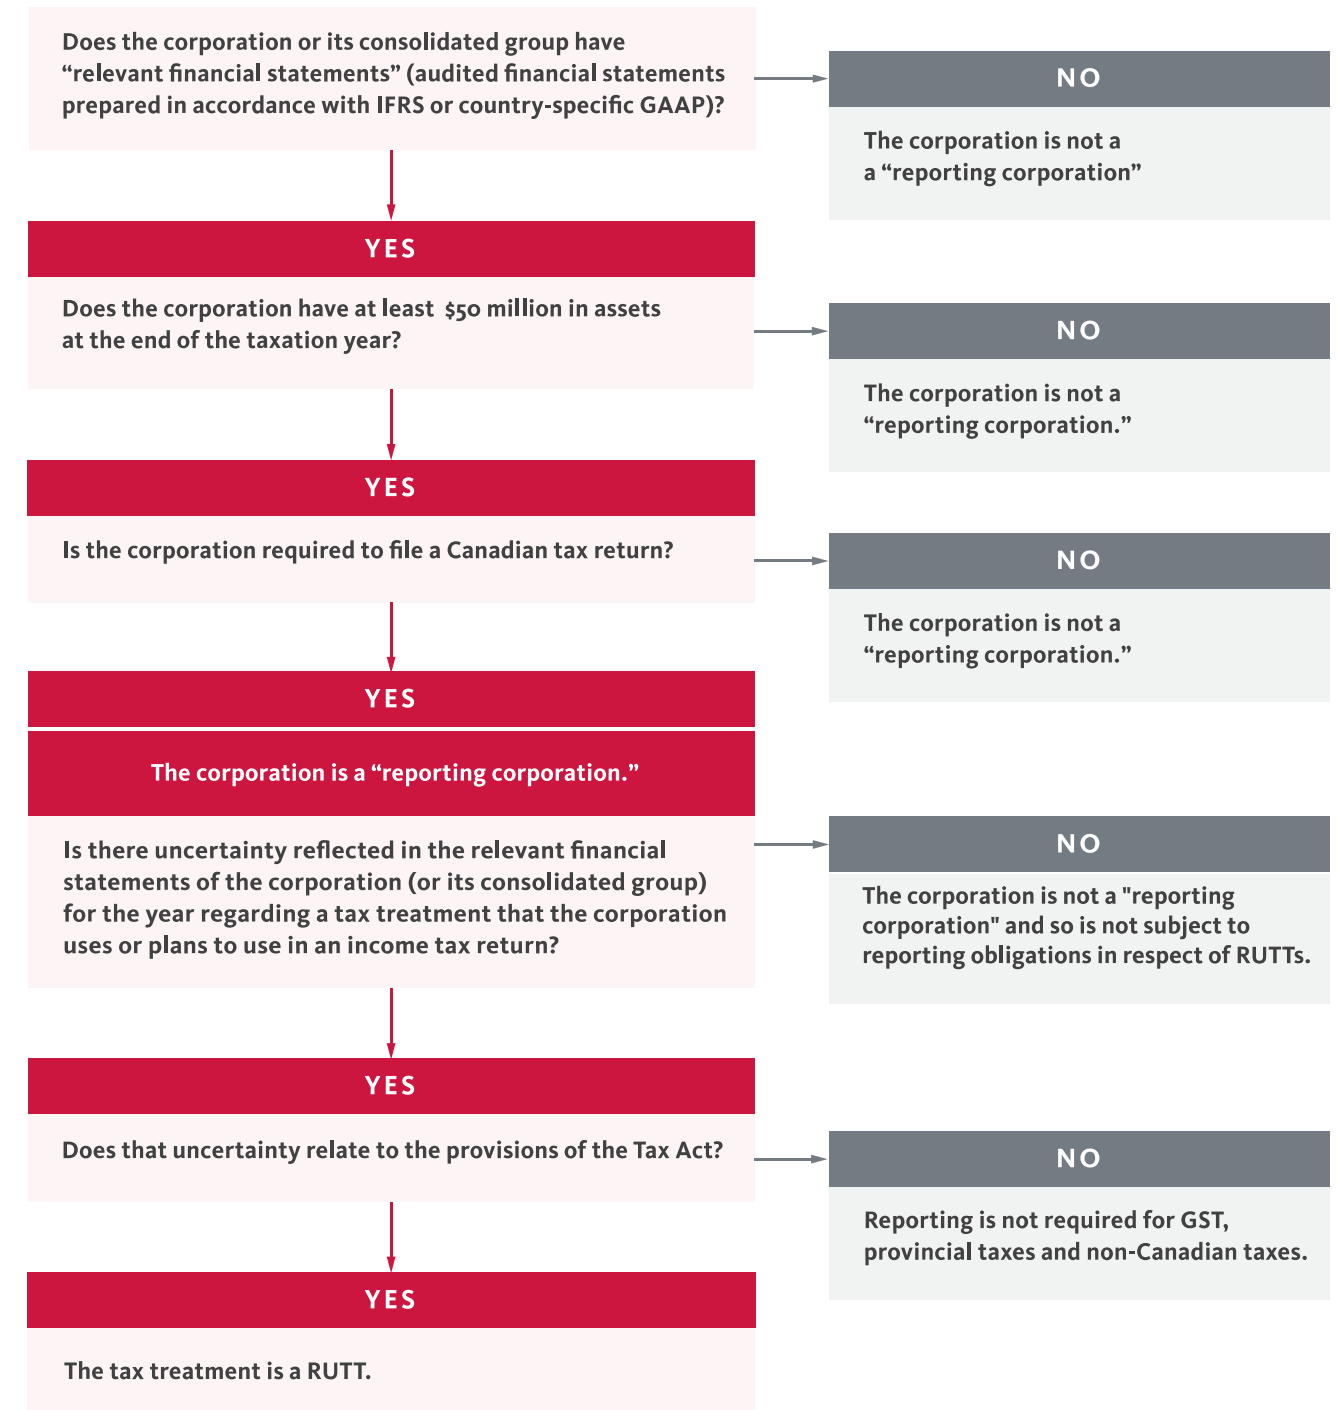 Does the corporation or its consolidated group have
“relevant financial statements” (audited financial statements
prepared in accordance with IFRS or country-specific GAAP)?
NO
The corporation is not a
a “reporting corporation”
YES
Does the corporation have at least $50 million in assets
at the end of the taxation year?
NO
The corporation is not a
“reporting corporation.”
YES
Is the corporation required to file a Canadian tax return?
NO
The corporation is not a
“reporting corporation.”
YES
The corporation is a “reporting corporation.”
Is there uncertainty reflected in the relevant financial
statements of the corporation (or its consolidated group)
for the year regarding a tax treatment that the corporation
uses or plans to use in an income tax return?
NO
The corporation is not a "reporting
corporation" and so is not subject to
reporting obligations in respect of RUTTs.
YES
Does that uncertainty relate to the provisions of the Tax Act?
NO
Reporting is not required for GST,
provincial taxes and non-Canadian taxes.
YES
The tax treatment is a RUTT.